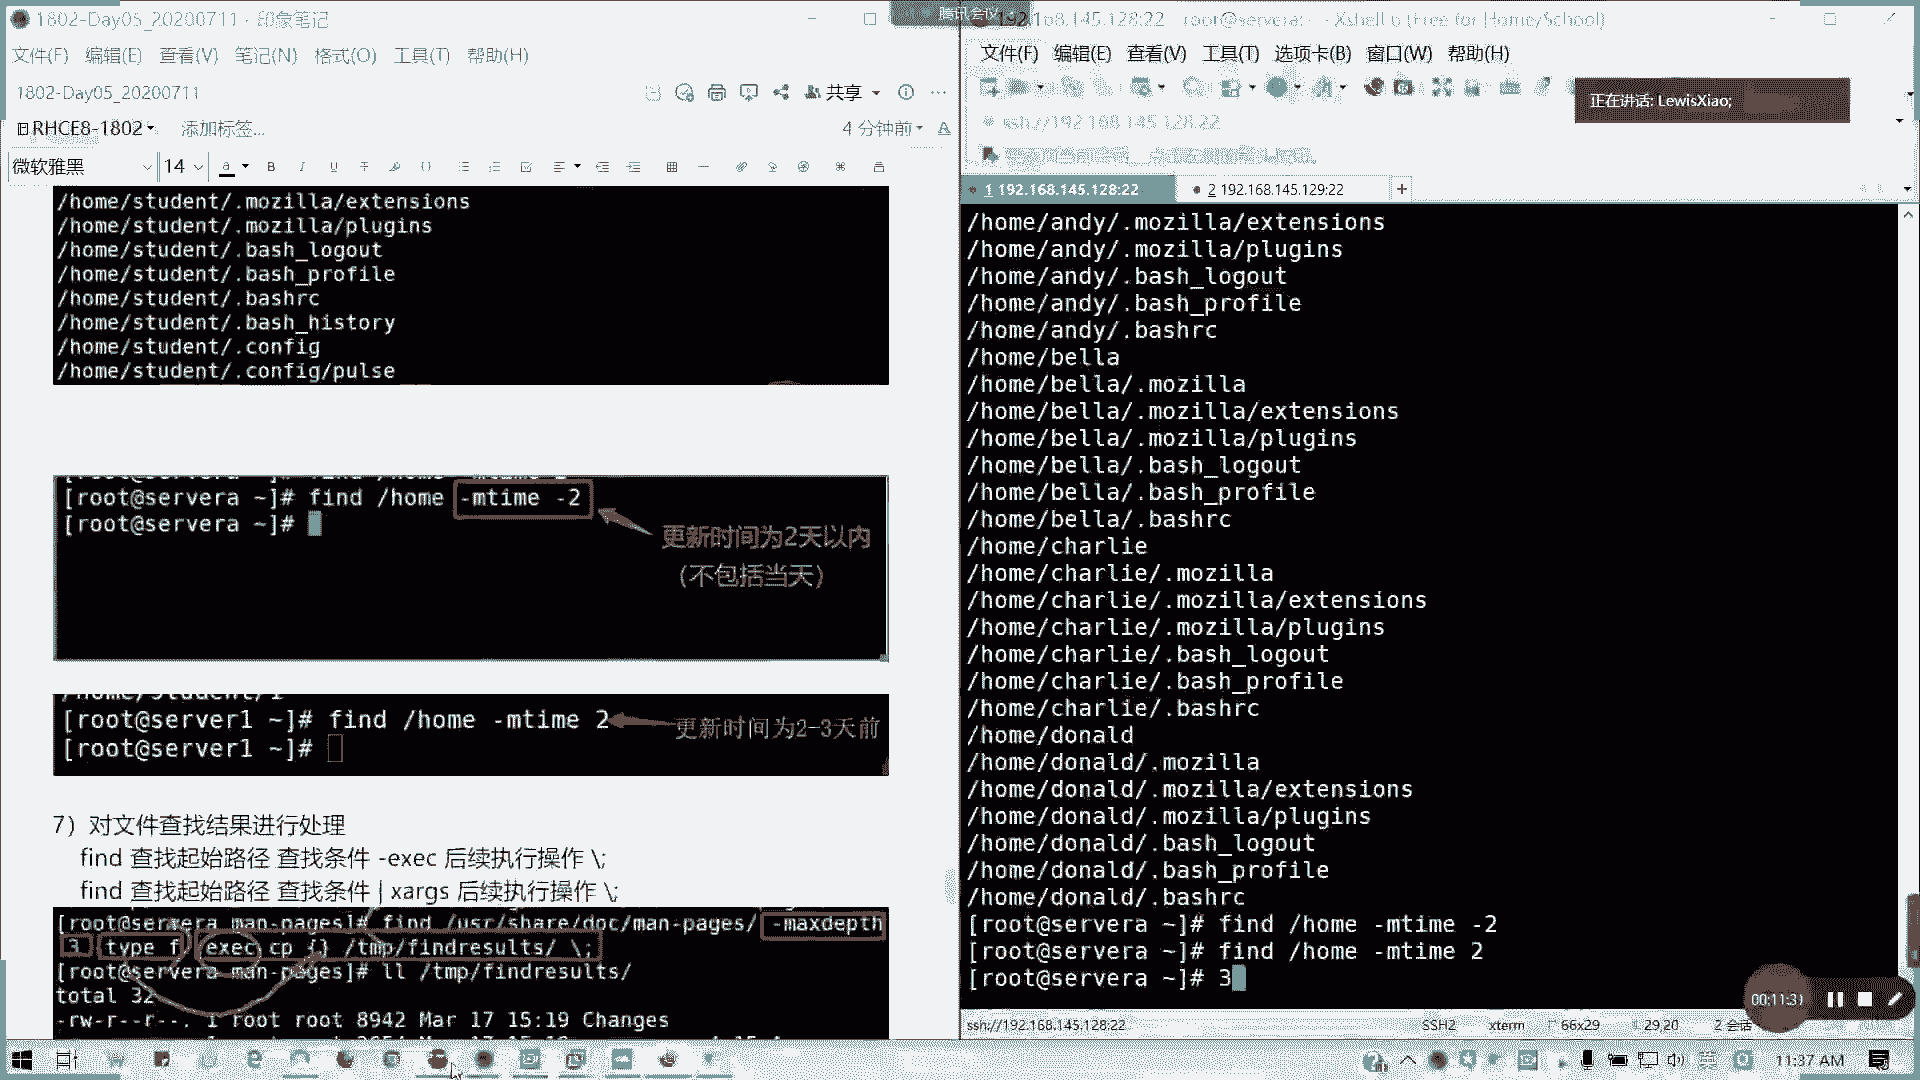 1802-Day05_20200711 - 印象笔记
文件(F) 编辑(E) 查看(V) 笔记(N) 格式(O) 工具(T) 帮助(H)
1802-Day05_20200711
共享
RHCE8-1802
添加标签...
4 分钟前
微软雅黑 14
/home/student/.mozilla/extensions
/home/student/.mozilla/plugins
/home/student/.bash_logout
/home/student/.bash_profile
/home/student/.bashrc
/home/student/.bash_history
/home/student/.config
/home/student/.config/pulse
[root@servera ~]# find /home -mtime -2
[root@servera ~]#
更新时间为2天以内
(不包括当天)
[root@server1 ~]# find /home -mtime 2
更新时间为2-3天前
[root@server1 ~]#
7）对文件查找结果进行处理
find 查找起始路径 查找条件 -exec 后续执行操作 \;
find 查找起始路径 查找条件 | xargs 后续执行操作 \;
[root@servera man-pages]# find /usr/share/doc/man-pages/ -maxdepth
3 type f exec cp {} /tmp/findresults/ \;
[root@servera man-pages]# ll /tmp/findresults/
total 32
-rw-r--r--. 1 root root 8942 Mar 17 15:19 Changes
腾讯会议
192.168.145.128:22 - root@servera:~ - Xshell 6 (Free for Home/School)
文件(F) 编辑(E) 查看(V) 工具(T) 选项卡(B) 窗口(W) 帮助(H)
正在讲话: LewisXiao;
ssh://192.168.145.128:22
1 192.168.145.128:22
2 192.168.145.129:22
/home/andy/.mozilla/extensions
/home/andy/.mozilla/plugins
/home/andy/.bash_logout
/home/andy/.bash_profile
/home/andy/.bashrc
/home/bella
/home/bella/.mozilla
/home/bella/.mozilla/extensions
/home/bella/.mozilla/plugins
/home/bella/.bash_logout
/home/bella/.bash_profile
/home/bella/.bashrc
/home/charlie
/home/charlie/.mozilla
/home/charlie/.mozilla/extensions
/home/charlie/.mozilla/plugins
/home/charlie/.bash_logout
/home/charlie/.bash_profile
/home/charlie/.bashrc
/home/donald
/home/donald/.mozilla
/home/donald/.mozilla/extensions
/home/donald/.mozilla/plugins
/home/donald/.bash_logout
/home/donald/.bash_profile
/home/donald/.bashrc
[root@servera ~]# find /home -mtime -2
[root@servera ~]# find /home -mtime 2
[root@servera ~]# 3
00:11:31
ssh://192.168.145.128:22 SSH2 xterm 66x29 29,20 2 会话
英
11:37 AM